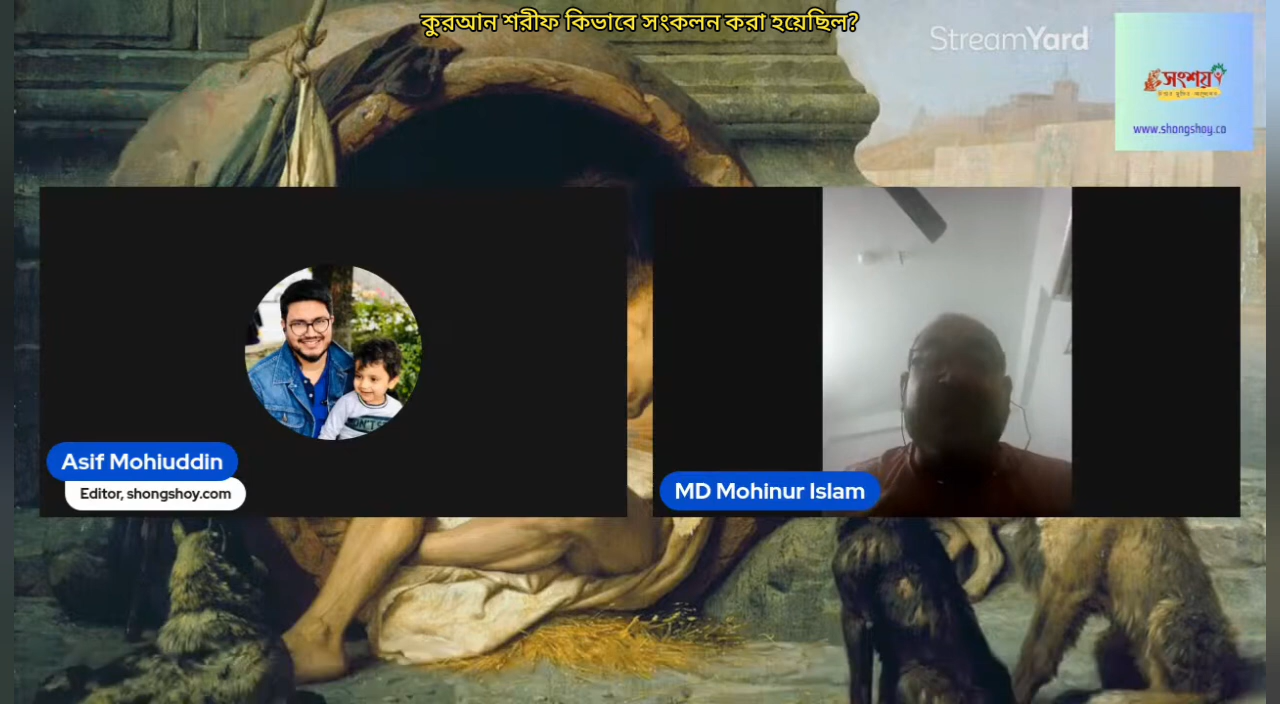 কুরআন শরীফ কিভাবে সংকলন করা হয়েছিল?
StreamYard
সংশয়
www.shongshoy.co
Asif Mohiuddin
Editor, shongshoy.com
MD Mohinur Islam